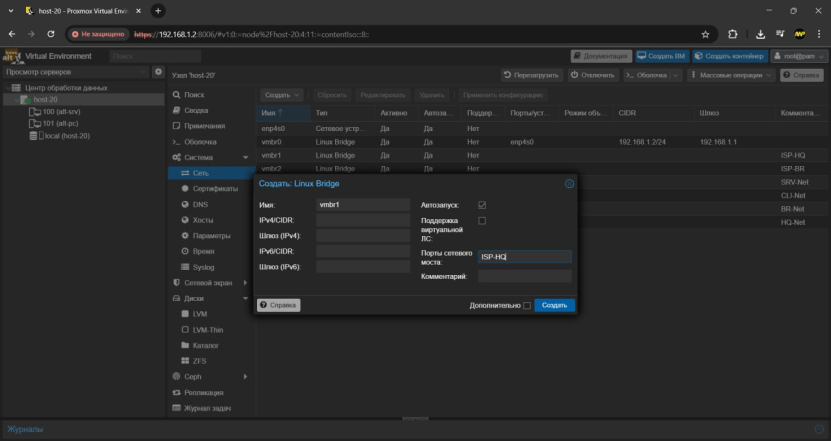 host-20 - Proxmox Virtual Envir
Не защищено https://192.168.1.2:8006/#v1:0:=node%2Fhost-20:4:11:=contentIso::8::
alt Virtual Environment Поиск Документация Создать ВМ Создать контейнер root@pam
Просмотр серверов
Узел 'host-20' Перезагрузить Отключить Оболочка Массовые операции Справка
Центр обработки данных
host-20
100 (alt-srv)
101 (alt-pc)
local (host-20)
Поиск
Сводка
Примечания
Оболочка
Система
Сеть
Сертификаты
DNS
Хосты
Параметры
Время
Syslog
Сетевой экран
Диски
LVM
LVM-Thin
Каталог
ZFS
Ceph
Репликация
Журнал задач
Создать Сбросить Редактировать Удалить Применить конфигурацию
Имя ↑ Тип Активно Автоза... Поддер... Порты/уст... Режим объ... CIDR Шлюз Коммента...
enp4s0 Сетевое устр... Да Да Нет
vmbr0 Linux Bridge Да Да Нет enp4s0 192.168.1.2/24 192.168.1.1
vmbr1 Linux Bridge Да Да Нет ISP-HQ
vmbr2 Linux Bridge Да Да Нет ISP-BR
SRV-Net
CLI-Net
BR-Net
HQ-Net
Создать: Linux Bridge
Имя: vmbr1
IPv4/CIDR:
Шлюз (IPv4):
IPv6/CIDR:
Шлюз (IPv6):
Автозапуск:
Поддержка
виртуальной
ЛС:
Порты сетевого
моста: ISP-HQ
Комментарий:
Справка Дополнительно Создать
Журналы